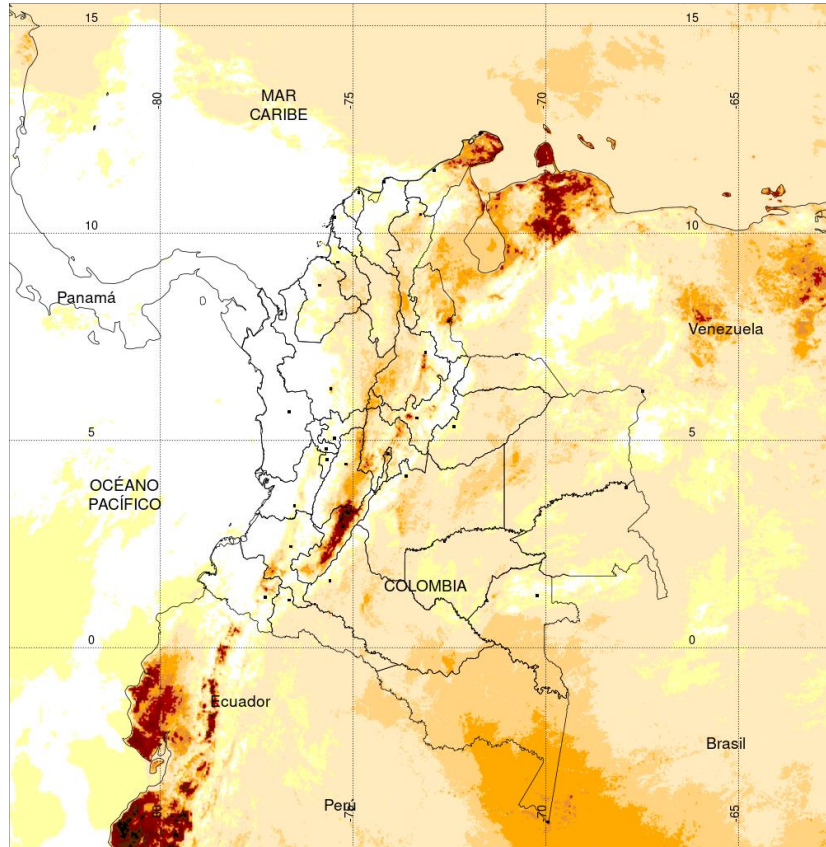 15
15
-80
-75
-70
-65
MAR
CARIBE
10
10
Panamá
Venezuela
5
5
OCÉANO
PACÍFICO
COLOMBIA
0
0
Ecuador
Brasil
Perú
-80
-75
-70
-65